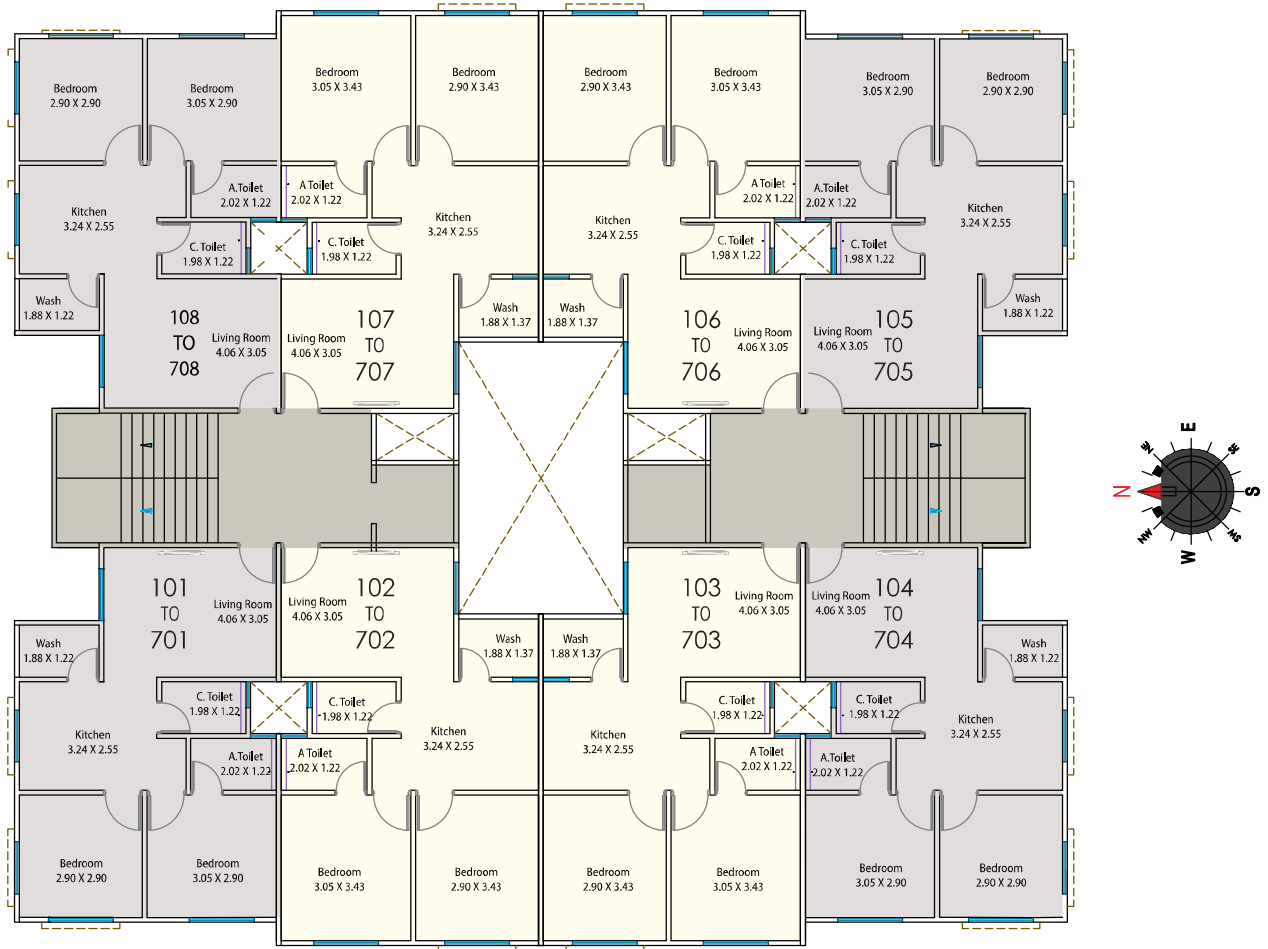 Bedroom
2.90 X 2.90
Bedroom
3.05 X 2.90
Bedroom
3.05 X 3.43
Bedroom
2.90 X 3.43
Bedroom
2.90 X 3.43
Bedroom
3.05 X 3.43
Bedroom
3.05 X 2.90
Bedroom
2.90 X 2.90
A.Toilet
2.02 X 1.22
A Toilet
2.02 X 1.22
A Toilet
2.02 X 1.22
A.Toilet
2.02 X 1.22
Kitchen
3.24 X 2.55
Kitchen
3.24 X 2.55
Kitchen
3.24 X 2.55
Kitchen
3.24 X 2.55
C. Toilet
1.98 X 1.22
C. Toilet
1.98 X 1.22
C. Toilet
1.98 X 1.22
C. Toilet
1.98 X 1.22
Wash
1.88 X 1.22
Wash
1.88 X 1.37
Wash
1.88 X 1.37
Wash
1.88 X 1.22
108
TO
708
Living Room
4.06 X 3.05
Living Room
4.06 X 3.05
107
TO
707
106
TO
706
Living Room
4.06 X 3.05
Living Room
4.06 X 3.05
105
TO
705
E
NE
SE
N
S
NW
SW
W
101
TO
701
Living Room
4.06 X 3.05
Living Room
4.06 X 3.05
102
TO
702
103
TO
703
Living Room
4.06 X 3.05
Living Room
4.06 X 3.05
104
TO
704
Wash
1.88 X 1.22
Wash
1.88 X 1.37
Wash
1.88 X 1.37
Wash
1.88 X 1.22
C. Toilet
1.98 X 1.22
C. Toilet
1.98 X 1.22
C. Toilet
1.98 X 1.22
C. Toilet
1.98 X 1.22
Kitchen
3.24 X 2.55
Kitchen
3.24 X 2.55
Kitchen
3.24 X 2.55
Kitchen
3.24 X 2.55
A.Toilet
2.02 X 1.22
A Toilet
2.02 X 1.22
A Toilet
2.02 X 1.22
A.Toilet
2.02 X 1.22
Bedroom
2.90 X 2.90
Bedroom
3.05 X 2.90
Bedroom
3.05 X 3.43
Bedroom
2.90 X 3.43
Bedroom
2.90 X 3.43
Bedroom
3.05 X 3.43
Bedroom
3.05 X 2.90
Bedroom
2.90 X 2.90